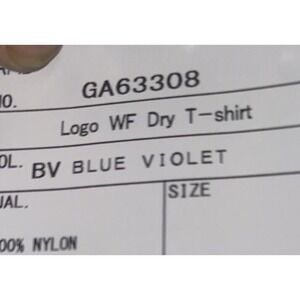 NO. GA63308
Logo WF Dry T-shirt
OL. BV BLUE VIOLET
UAL. SIZE
00% NYLON